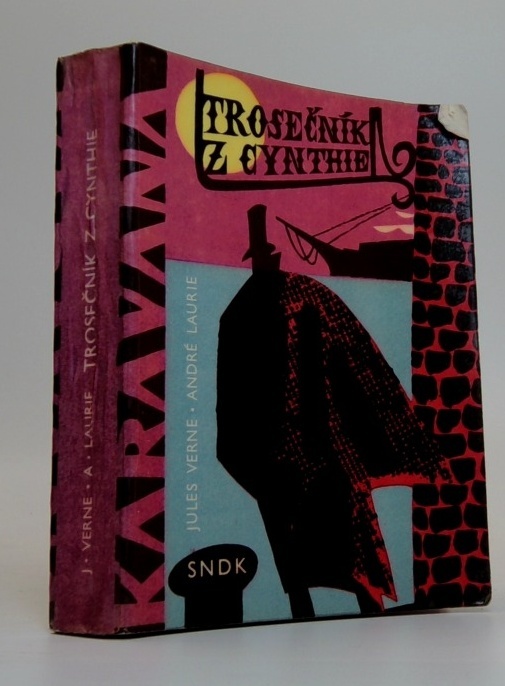 J. VERNE • A. LAURIE TROSEČNÍK Z CYNTHIE
KARAVANA
TROSEČNÍK
Z CYNTHIE
JULES VERNE • ANDRÉ LAURIE
SNDK